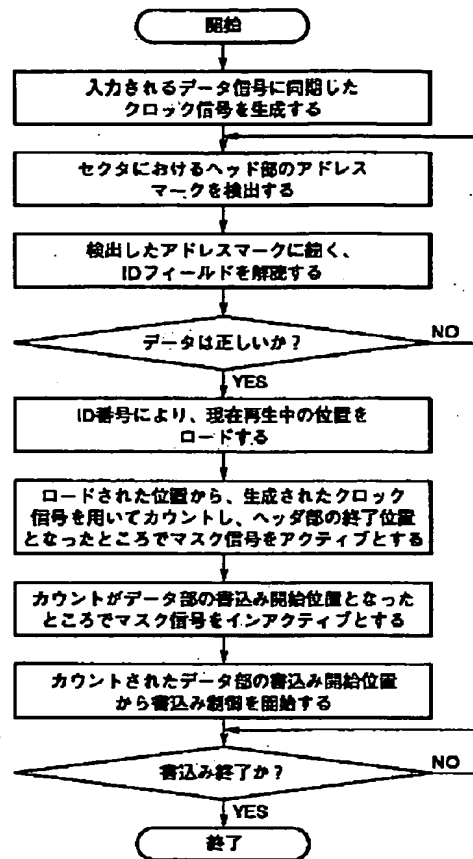 開始
入力されるデータ信号に同期した
クロック信号を生成する
セクタにおけるヘッド部のアドレス
マークを検出する
検出したアドレスマークに続く、
IDフィールドを解読する
データは正しいか？
NO
YES
ID番号により、現在再生中の位置を
ロードする
ロードされた位置から、生成されたクロック
信号を用いてカウントし、ヘッダ部の終了位置
となったところでマスク信号をアクティブとする
カウントがデータ部の書込み開始位置となった
ところでマスク信号をインアクティブとする
カウントされたデータ部の書込み開始位置
から書込み制御を開始する
書込み終了か？
NO
YES
終了